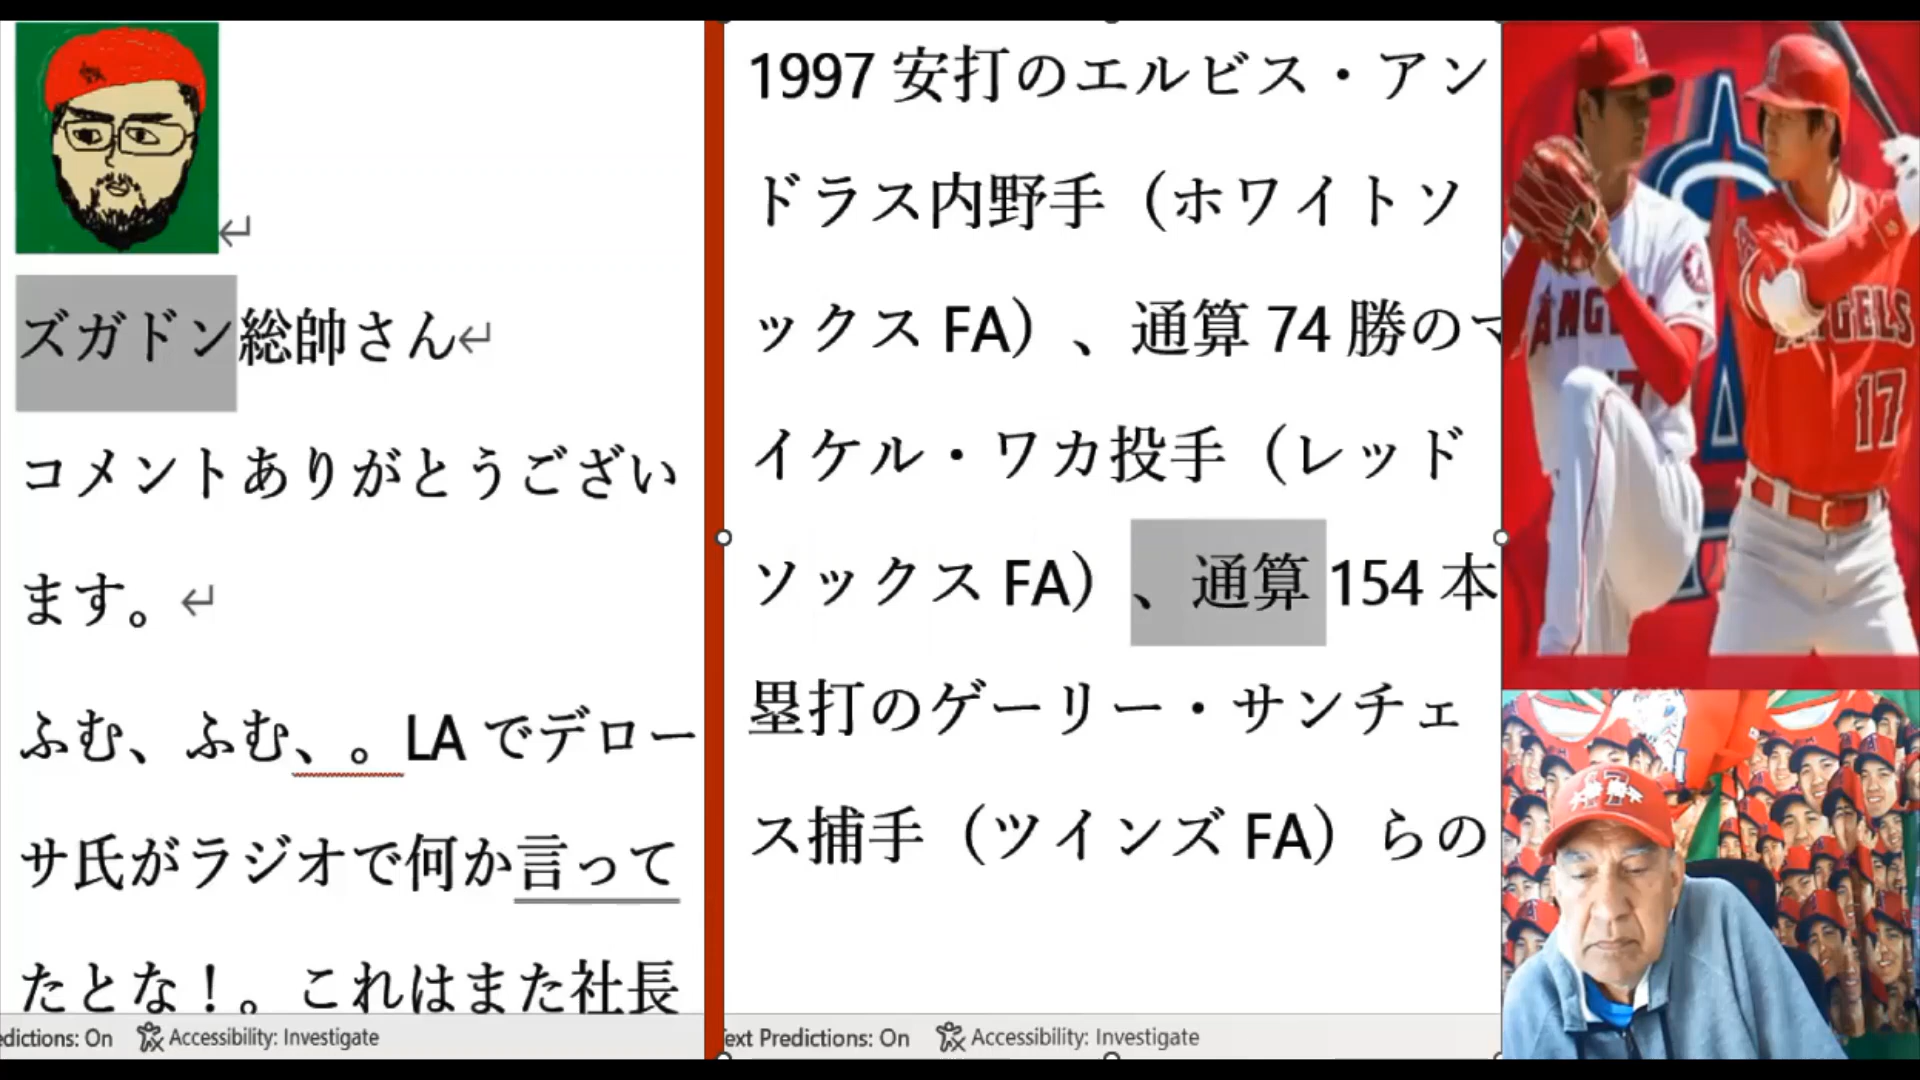 ズガドン総帥さん↵
コメントありがとうござい
ます。↵
ふむ、ふむ、。LAでデロー
サ氏がラジオで何か言って
たとな！。これはまた社長
edictions: On Accessibility: Investigate
1997 安打のエルビス・アン
ドラス内野手（ホワイトソ
ックス FA）、通算 74 勝のマ
イケル・ワカ投手（レッド
ソックス FA）、通算 154 本
塁打のゲーリー・サンチェ
ス捕手（ツインズ FA）らの
Text Predictions: On Accessibility: Investigate
ANGELS
17